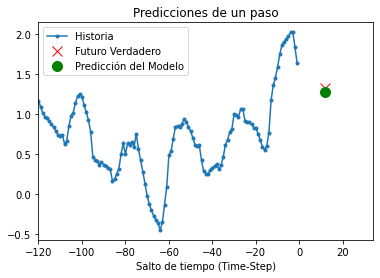 Predicciones de un paso
Historia
Futuro Verdadero
Predicción del Modelo
2.0
1.5
1.0
0.5
0.0
−0.5
−120 −100 −80 −60 −40 −20 0 20
Salto de tiempo (Time-Step)